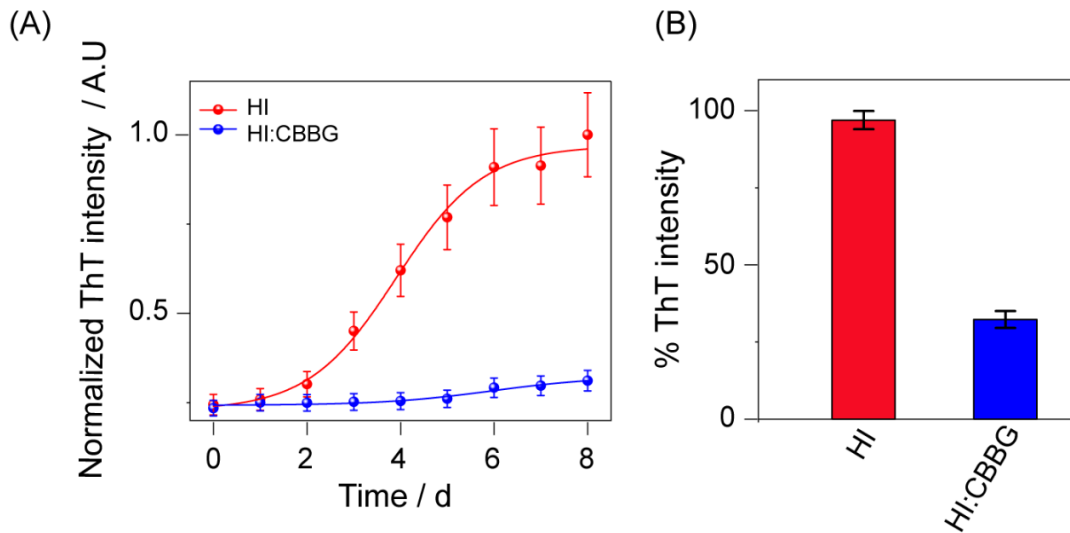 (A)
Normalized ThT intensity / A.U
1.0
0.5
HI
HI:CBBG
0 2 4 6 8
Time / d
(B)
% ThT intensity
100
50
0
HI
HI:CBBG